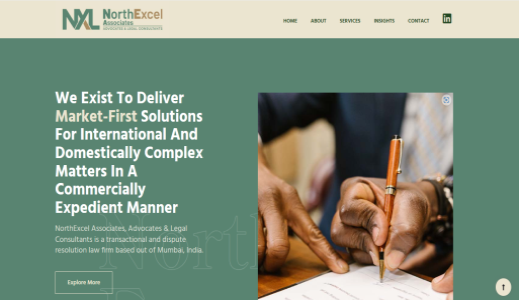 NXL NorthExcel
Associates
ADVOCATES & LEGAL CONSULTANTS
HOME ABOUT SERVICES INSIGHTS CONTACT in
We Exist To Deliver
Market-First Solutions
For International And
Domestically Complex
Matters In A
Commercially
Expedient Manner
NorthExcel Associates, Advocates & Legal
Consultants is a transactional and dispute
resolution law firm based out of Mumbai, India.
Explore More
North